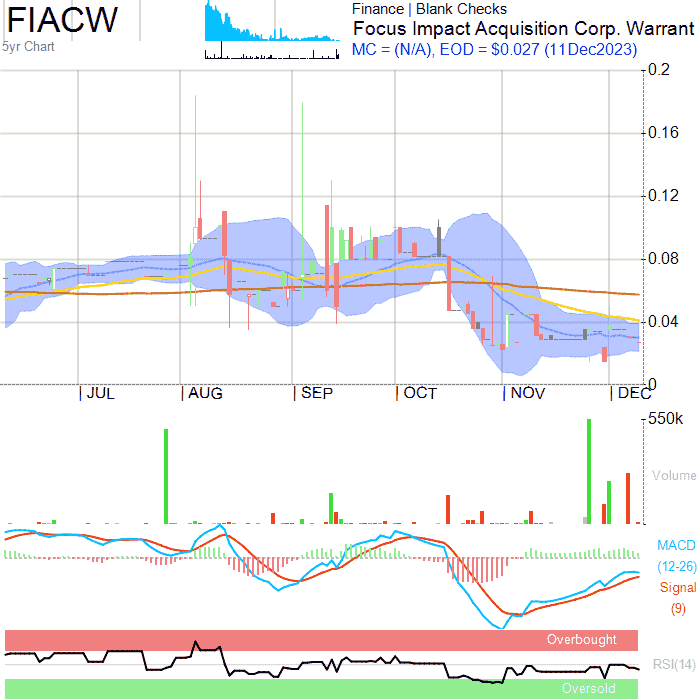 FIACW
5yr Chart
Finance | Blank Checks
Focus Impact Acquisition Corp. Warrant
MC = (N/A), EOD = $0.027 (11Dec2023)
0.2
0.16
0.12
0.08
0.04
0
JUL AUG SEP OCT NOV DEC
550k
Volume
MACD
(12-26)
Signal
(9)
Overbought
RSI(14)
Oversold